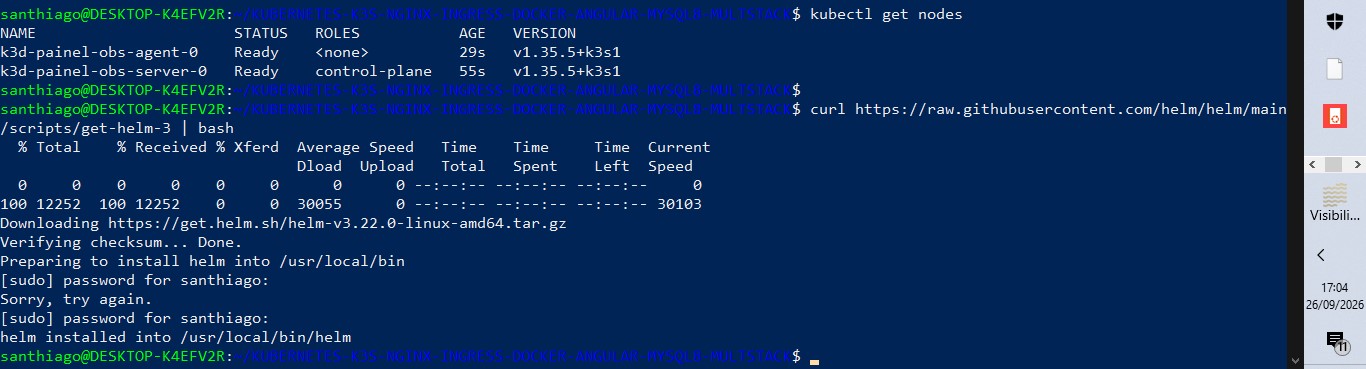 santhiago@DESKTOP-K4EFV2R:~/KUBERNETES-K3S-NGINX-INGRESS-DOCKER-ANGULAR-MYSQL8-MULTSTACK$ kubectl get nodes
NAME STATUS ROLES AGE VERSION
k3d-painel-obs-agent-0 Ready <none> 29s v1.35.5+k3s1
k3d-painel-obs-server-0 Ready control-plane 55s v1.35.5+k3s1
santhiago@DESKTOP-K4EFV2R:~/KUBERNETES-K3S-NGINX-INGRESS-DOCKER-ANGULAR-MYSQL8-MULTSTACK$
santhiago@DESKTOP-K4EFV2R:~/KUBERNETES-K3S-NGINX-INGRESS-DOCKER-ANGULAR-MYSQL8-MULTSTACK$ curl https://raw.githubusercontent.com/helm/helm/main
/scripts/get-helm-3 | bash
% Total % Received % Xferd Average Speed Time Time Time Current
Dload Upload Total Spent Left Speed
0 0 0 0 0 0 0 0 --:--:-- --:--:-- --:--:-- 0
100 12252 100 12252 0 0 30055 0 --:--:-- --:--:-- --:--:-- 30103
Downloading https://get.helm.sh/helm-v3.22.0-linux-amd64.tar.gz
Verifying checksum... Done.
Preparing to install helm into /usr/local/bin
[sudo] password for santhiago:
Sorry, try again.
[sudo] password for santhiago:
helm installed into /usr/local/bin/helm
santhiago@DESKTOP-K4EFV2R:~/KUBERNETES-K3S-NGINX-INGRESS-DOCKER-ANGULAR-MYSQL8-MULTSTACK$
Visibili...
17:04
26/09/2026
11